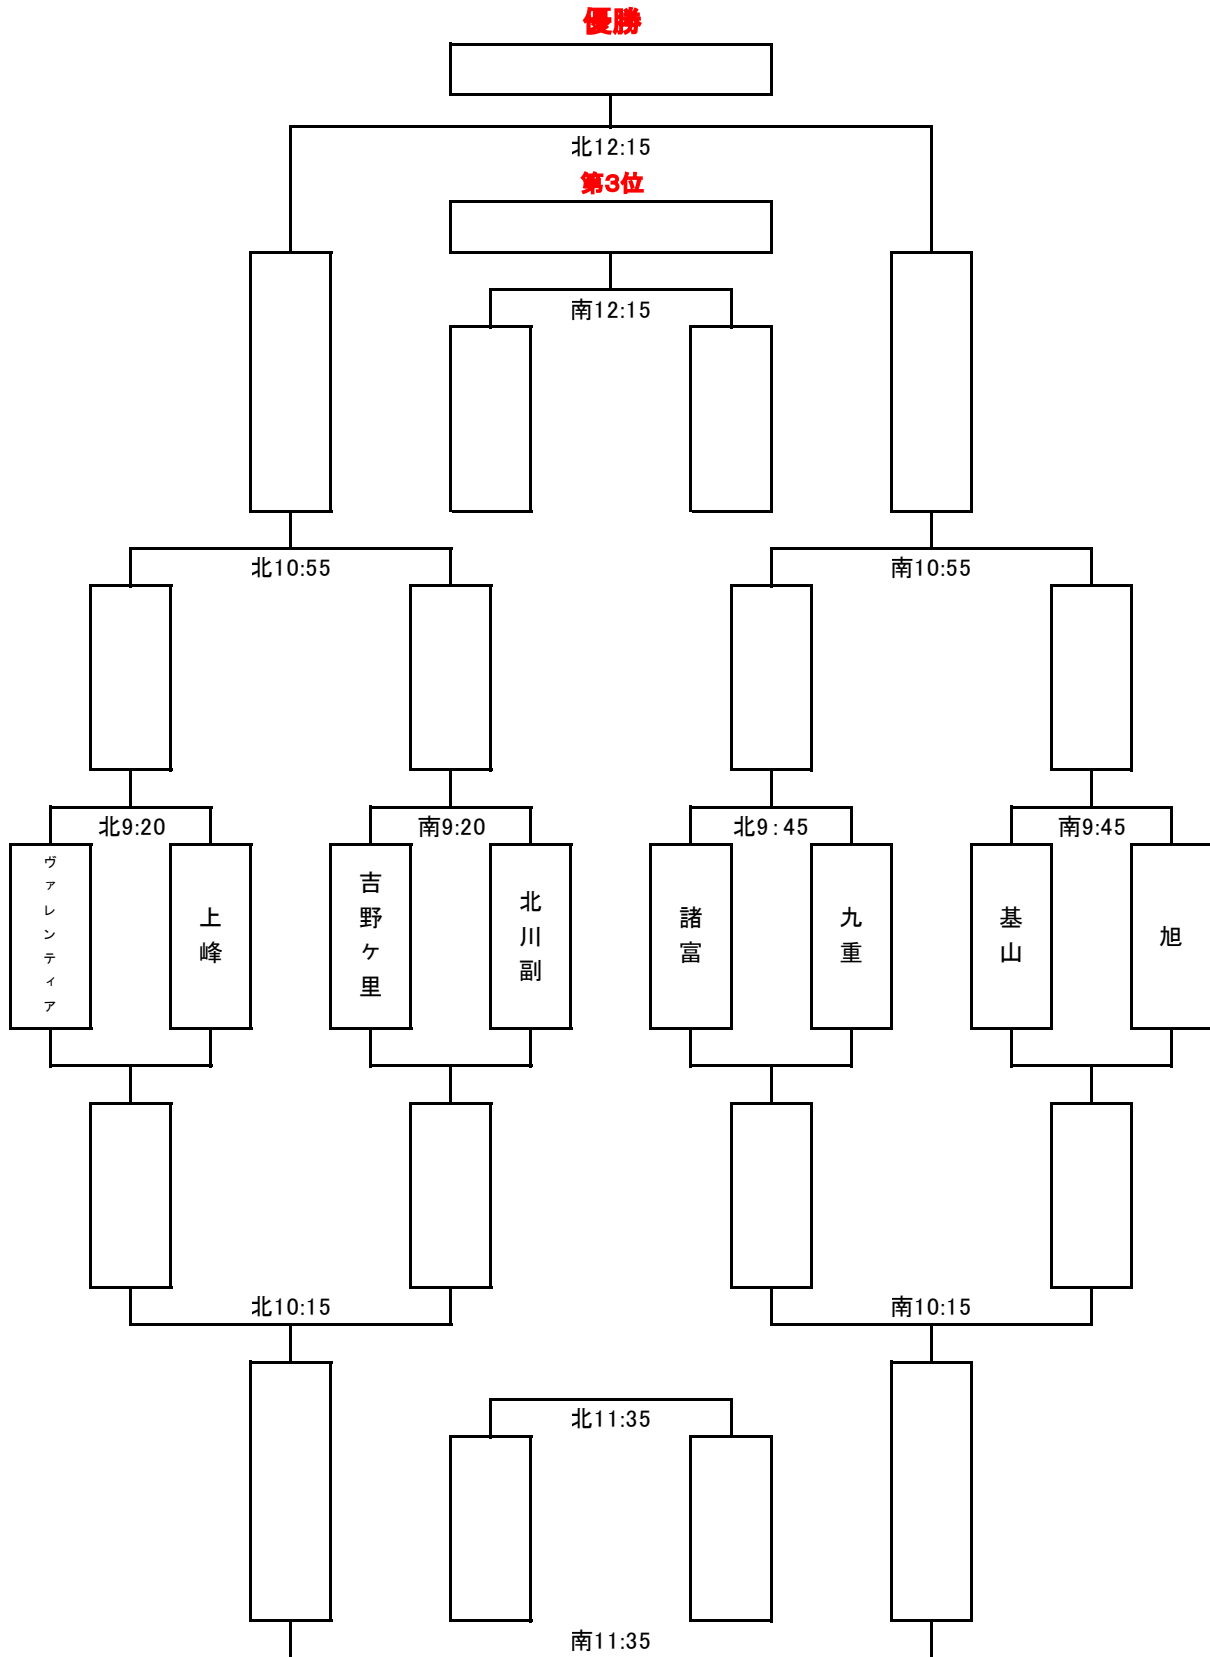 優勝
北12:15
第3位
南12:15
北10:55
南10:55
北9:20
南9:20
北9：45
南9:45
ヴァレンティア
上峰
吉野ケ里
北川副
諸富
九重
基山
旭
北10:15
南10:15
北11:35
南11:35